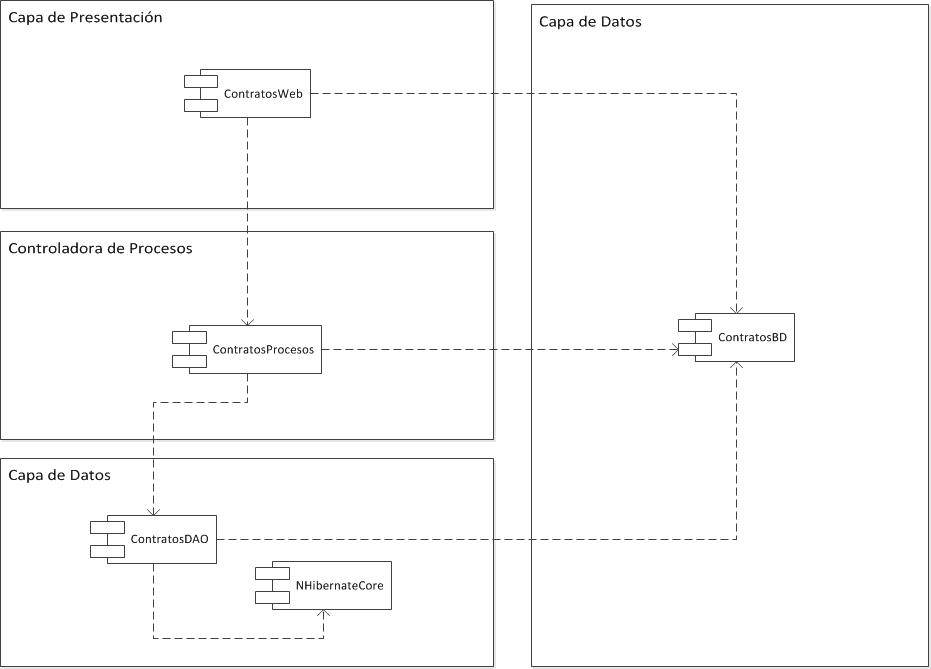 Capa de Presentación
Capa de Datos
ContratosWeb
Controladora de Procesos
ContratosProcesos
ContratosBD
Capa de Datos
ContratosDAO
NHibernateCore